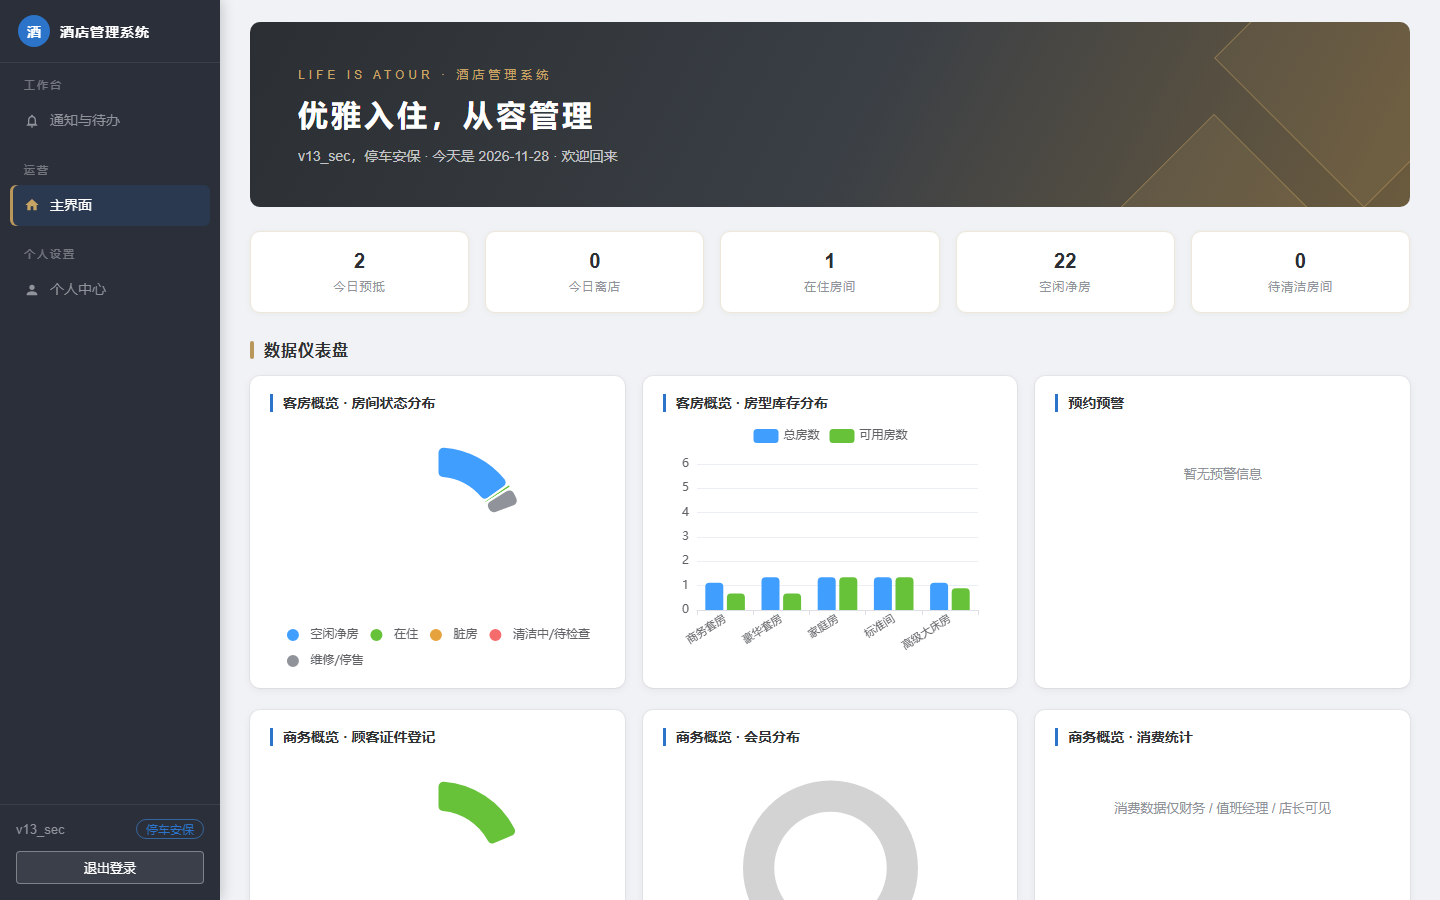 酒 酒店管理系统
工作台
通知与待办
运营
主界面
个人设置
个人中心
v13_sec 停车安保
退出登录
LIFE IS ATOUR · 酒店管理系统
优雅入住，从容管理
v13_sec，停车安保 · 今天是 2026-11-28 · 欢迎回来
2
今日预抵
0
今日离店
1
在住房间
22
空闲净房
0
待清洁房间
数据仪表盘
客房概览 · 房间状态分布
空闲净房 在住 脏房 清洁中/待检查
维修/停售
客房概览 · 房型库存分布
总房数 可用房数
6
5
4
3
2
1
0
商务套房 豪华套房 家庭房 标准间 高级大床房
预约预警
暂无预警信息
商务概览 · 顾客证件登记
商务概览 · 会员分布
商务概览 · 消费统计
消费数据仅财务 / 值班经理 / 店长可见